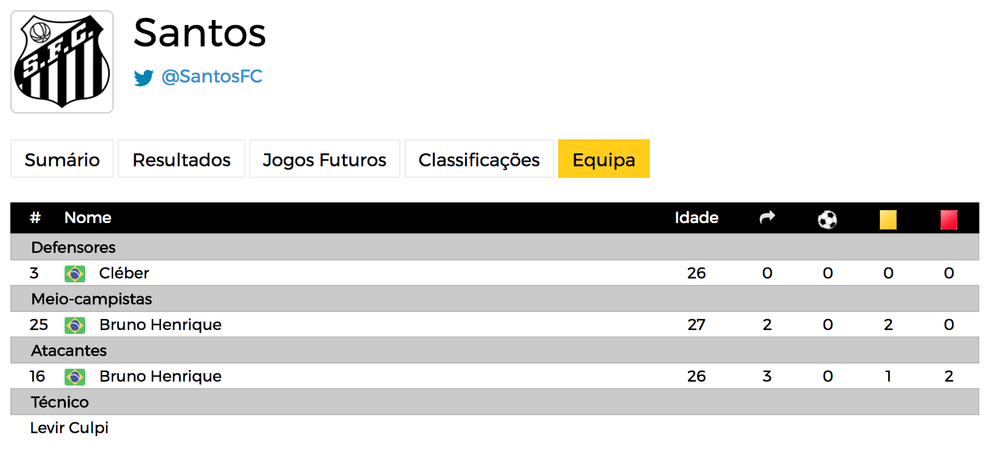 S.F.C.
Santos
@SantosFC
Sumário Resultados Jogos Futuros Classificações Equipa
# Nome Idade
Defensores
3 Cléber 26 0 0 0 0
Meio-campistas
25 Bruno Henrique 27 2 0 2 0
Atacantes
16 Bruno Henrique 26 3 0 1 2
Técnico
Levir Culpi